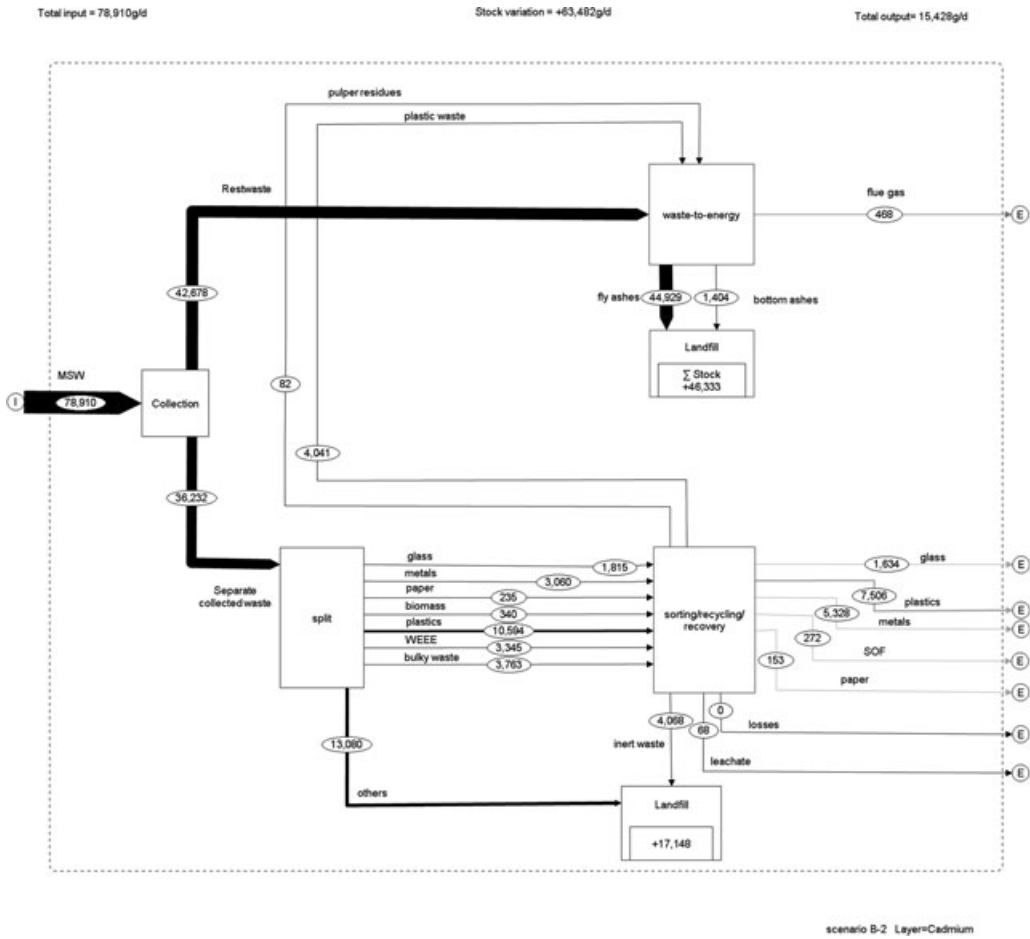 Total input = 78,910g/d
Stock variation = +63,482g/d
Total output= 15,428g/d
pulper residues
plastic waste
Restwaste
waste-to-energy
flue gas
468
E
42,678
fly ashes
44,929
1,404
bottom ashes
Landfill
∑ Stock
+46,333
MSW
I
78,910
Collection
82
4,041
36,232
Separate
collected waste
split
glass
1,815
metals
3,060
paper
235
biomass
340
plastics
10,594
WEEE
3,345
bulky waste
3,763
sorting/recycling/
recovery
1,634
glass
E
7,506
plastics
E
5,328
metals
E
272
SOF
E
153
paper
E
0
losses
E
68
leachate
E
4,068
inert waste
13,080
others
Landfill
+17,148
scenario B-2 Layer=Cadmium